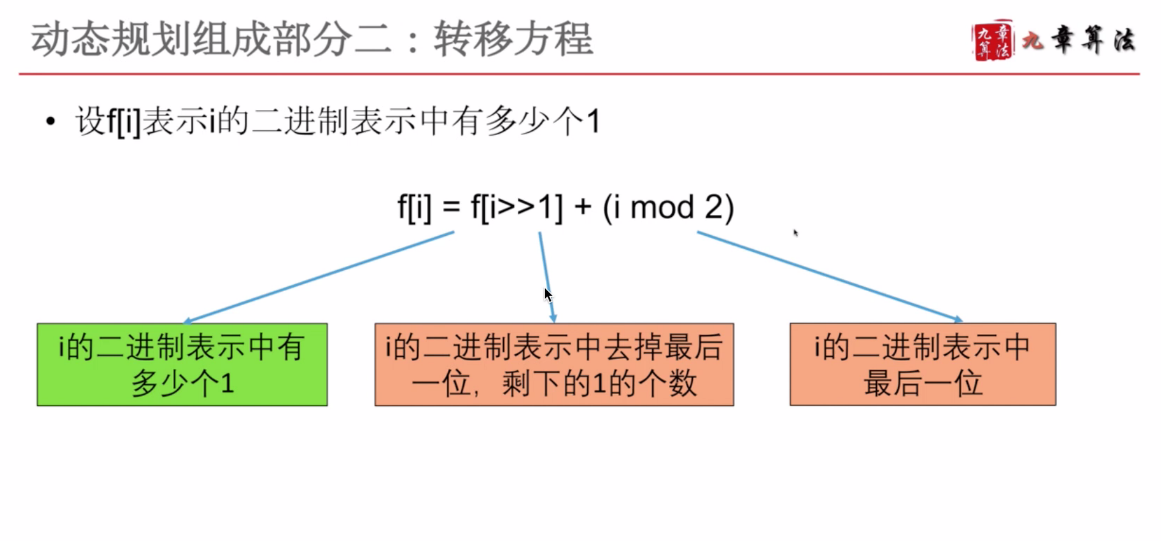 动态规划组成部分二：转移方程
九章算法
九章算法
• 设f[i]表示i的二进制表示中有多少个1
f[i] = f[i>>1] + (i mod 2)
i的二进制表示中有
多少个1
i的二进制表示中去掉最后
一位，剩下的1的个数
i的二进制表示中
最后一位